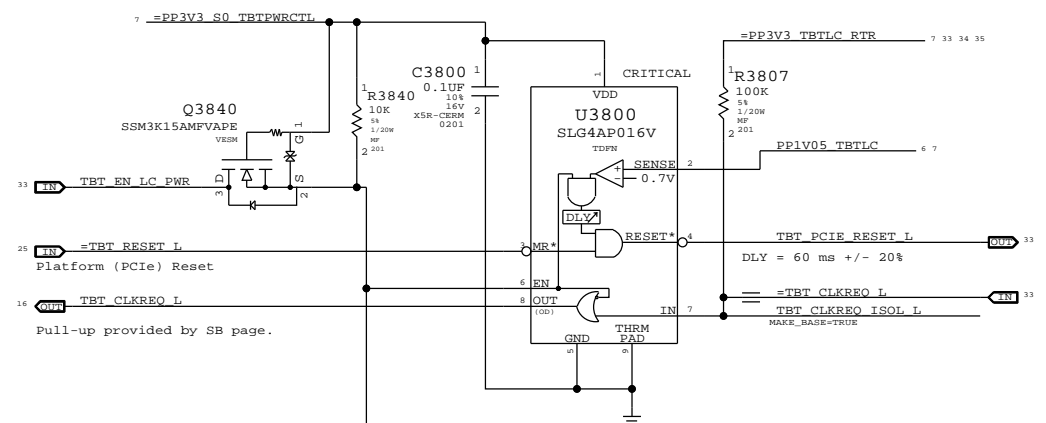 7 =PP3V3_S0_TBTPWRCTL
=PP3V3_TBTLC_RTR 7 33 34 35
C3800 1
0.1UF
10%
16V
X5R-CERM
0201
2
1
R3840
10K
5%
1/20W
MF
201
2
1
CRITICAL
VDD
U3800
SLG4AP016V
TDFN
1
R3807
100K
5%
1/20W
MF
201
2
Q3840
SSM3K15AMFVAPE
VESM
G 1
D 3
S 2
PP1V05_TBTLC 6 7
SENSE 2
+
-
0.7V
33 IN TBT_EN_LC_PWR
DLY
25 IN =TBT_RESET_L
3 MR*
RESET* 4
TBT_PCIE_RESET_L OUT 33
Platform (PCIe) Reset
DLY = 60 ms +/- 20%
6 EN
16 OUT TBT_CLKREQ_L
8 OUT
(OD)
=TBT_CLKREQ_L IN 33
IN 7
TBT_CLKREQ_ISOL_L
MAKE_BASE=TRUE
Pull-up provided by SB page.
GND
THRM
PAD
5
9